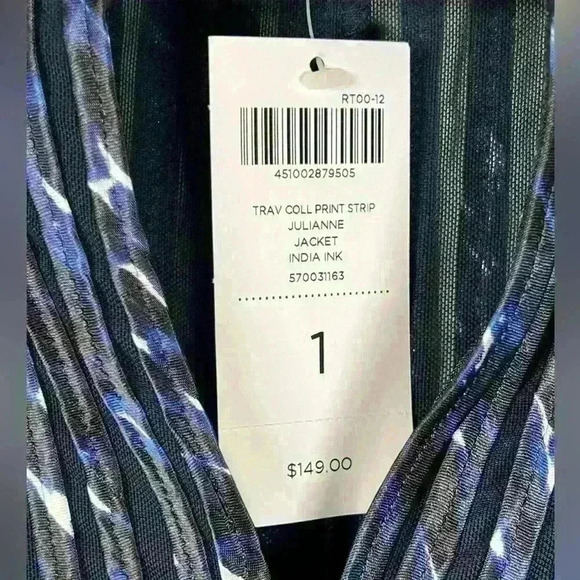 RT00-12
451002879505
TRAV COLL PRINT STRIP
JULIANNE
JACKET
INDIA INK
570031163
1
$149.00